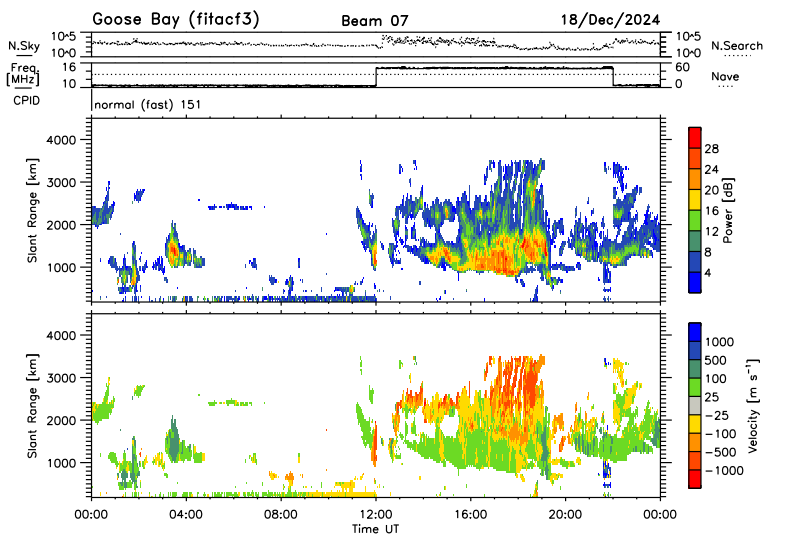 Goose Bay (fitacf3) Beam 07 18/Dec/2024
N.Sky 10^5 10^0 10^5 10^0 N.Search
Freq. [MHz] 16 10 60 0 Nave
CPID normal (fast) 151
Slant Range [km] 4000 3000 2000 1000
Power [dB] 28 24 20 16 12 8 4
Slant Range [km] 4000 3000 2000 1000
Velocity [m s⁻¹] 1000 500 100 25 −25 −100 −500 −1000
00:00 04:00 08:00 12:00 16:00 20:00 00:00
Time UT